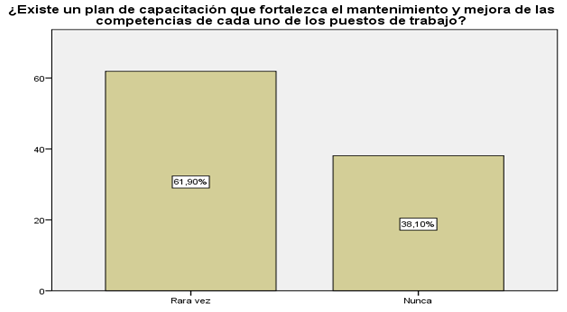 ¿Existe un plan de capacitación que fortalezca el mantenimiento y mejora de las
competencias de cada uno de los puestos de trabajo?
60
40
20
0
61,90%
38,10%
Rara vez
Nunca